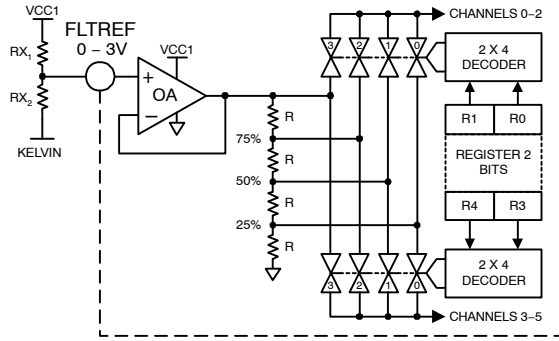 VCC1
FLTREF
0 – 3V
RX1
RX2
KELVIN
VCC1
+
OA
–
R
75%
R
50%
R
25%
R
CHANNELS 0–2
3
2
1
0
2 X 4
DECODER
R1
R0
REGISTER 2
BITS
R4
R3
2 X 4
DECODER
3
2
1
0
CHANNELS 3–5